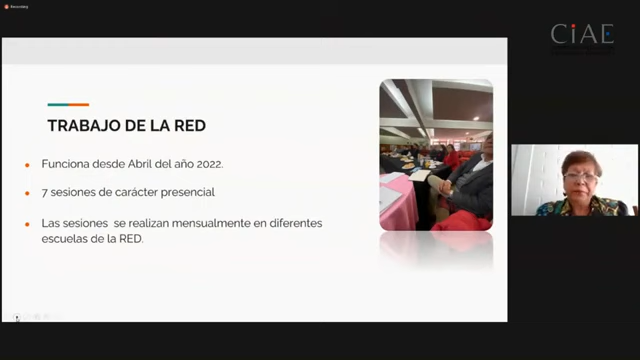 Recording
CIAE
TRABAJO DE LA RED
Funciona desde Abril del año 2022.
7 sesiones de carácter presencial
Las sesiones se realizan mensualmente en diferentes
escuelas de la RED.